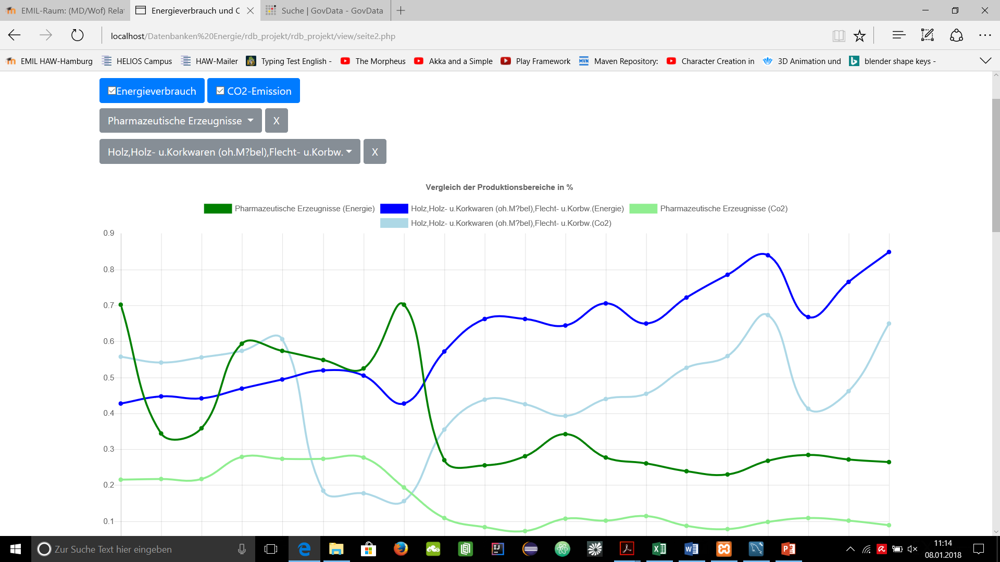 EMIL-Raum: (MD/Wof) Rela
Energieverbrauch und C
Suche | GovData - GovData
localhost/Datenbanken%20Energie/rdb_projekt/rdb_projekt/view/seite2.php
EMIL HAW-Hamburg HELIOS Campus HAW-Mailer Typing Test English - The Morpheus Akka and a Simple Play Framework Maven Repository: Character Creation in 3D Animation und blender shape keys -
Energieverbrauch CO2-Emission
Pharmazeutische Erzeugnisse X
Holz,Holz- u.Korkwaren (oh.M?bel),Flecht- u.Korbw. X
Vergleich der Produktionsbereiche in %
Pharmazeutische Erzeugnisse (Energie) Holz,Holz- u.Korkwaren (oh.M?bel),Flecht- u.Korbw.(Energie) Pharmazeutische Erzeugnisse (Co2)
Holz,Holz- u.Korkwaren (oh.M?bel),Flecht- u.Korbw.(Co2)
0.9
0.8
0.7
0.6
0.5
0.4
0.3
0.2
0.1
Zur Suche Text hier eingeben
11:14
08.01.2018